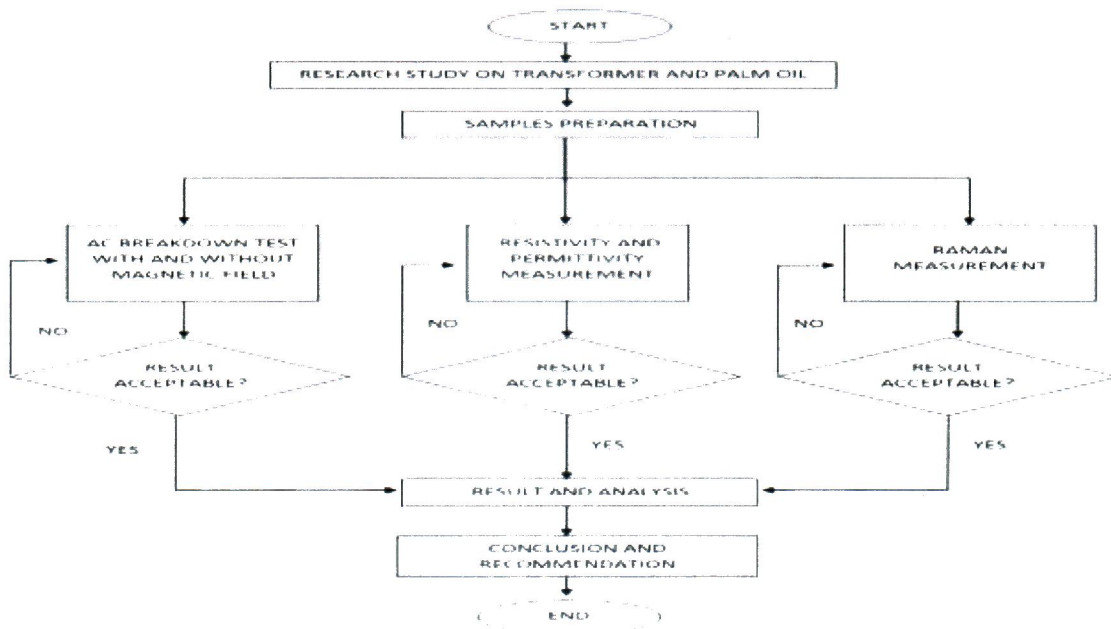 START
RESEARCH STUDY ON TRANSFORMER AND PALM OIL
SAMPLES PREPARATION
AC BREAKDOWN TEST
WITH AND WITHOUT
MAGNETIC FIELD
RESISTIVITY AND
PERMITTIVITY
MEASUREMENT
RAMAN
MEASUREMENT
NO
NO
NO
RESULT
ACCEPTABLE?
RESULT
ACCEPTABLE?
RESULT
ACCEPTABLE?
YES
YES
YES
RESULT AND ANALYSIS
CONCLUSION AND
RECOMMENDATION
END